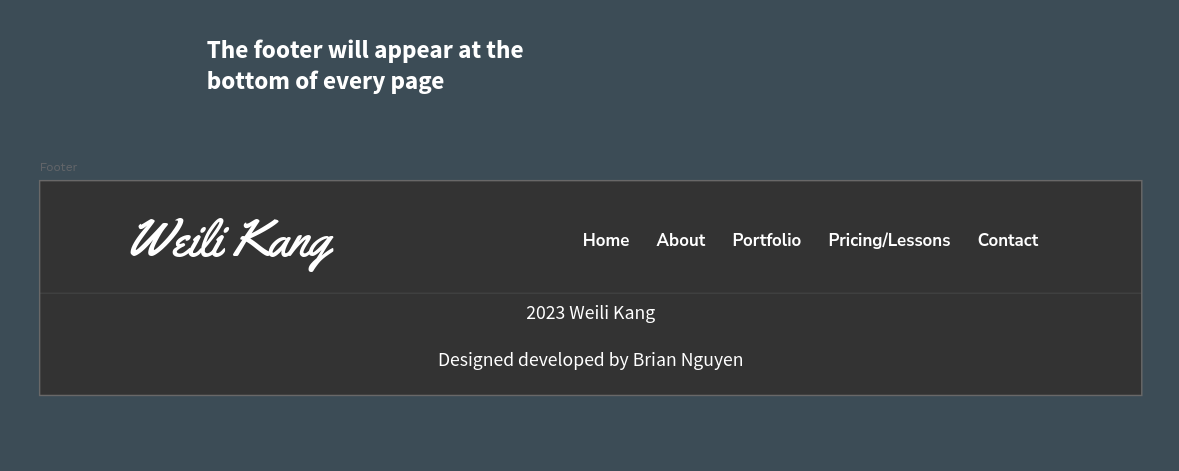 The footer will appear at the
bottom of every page
Footer
Weili Kang
Home About Portfolio Pricing/Lessons Contact
2023 Weili Kang
Designed developed by Brian Nguyen